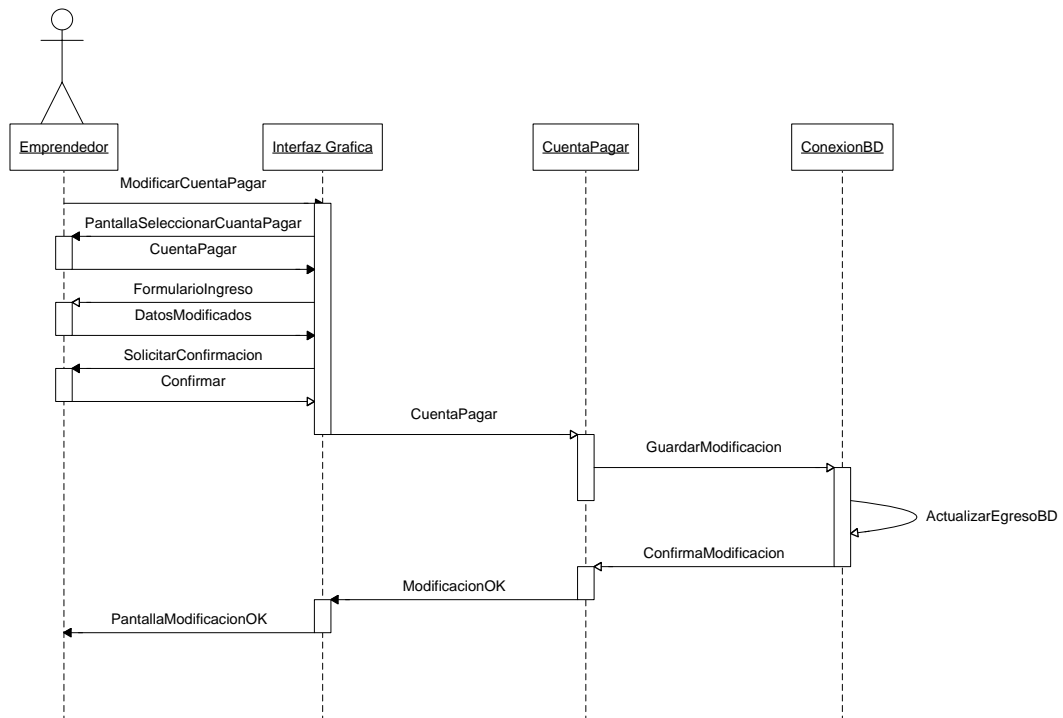 Emprendedor
Interfaz Grafica
CuentaPagar
ConexionBD
ModificarCuentaPagar
PantallaSeleccionarCuantaPagar
CuentaPagar
FormularioIngreso
DatosModificados
SolicitarConfirmacion
Confirmar
CuentaPagar
GuardarModificacion
ActualizarEgresoBD
ConfirmaModificacion
ModificacionOK
PantallaModificacionOK